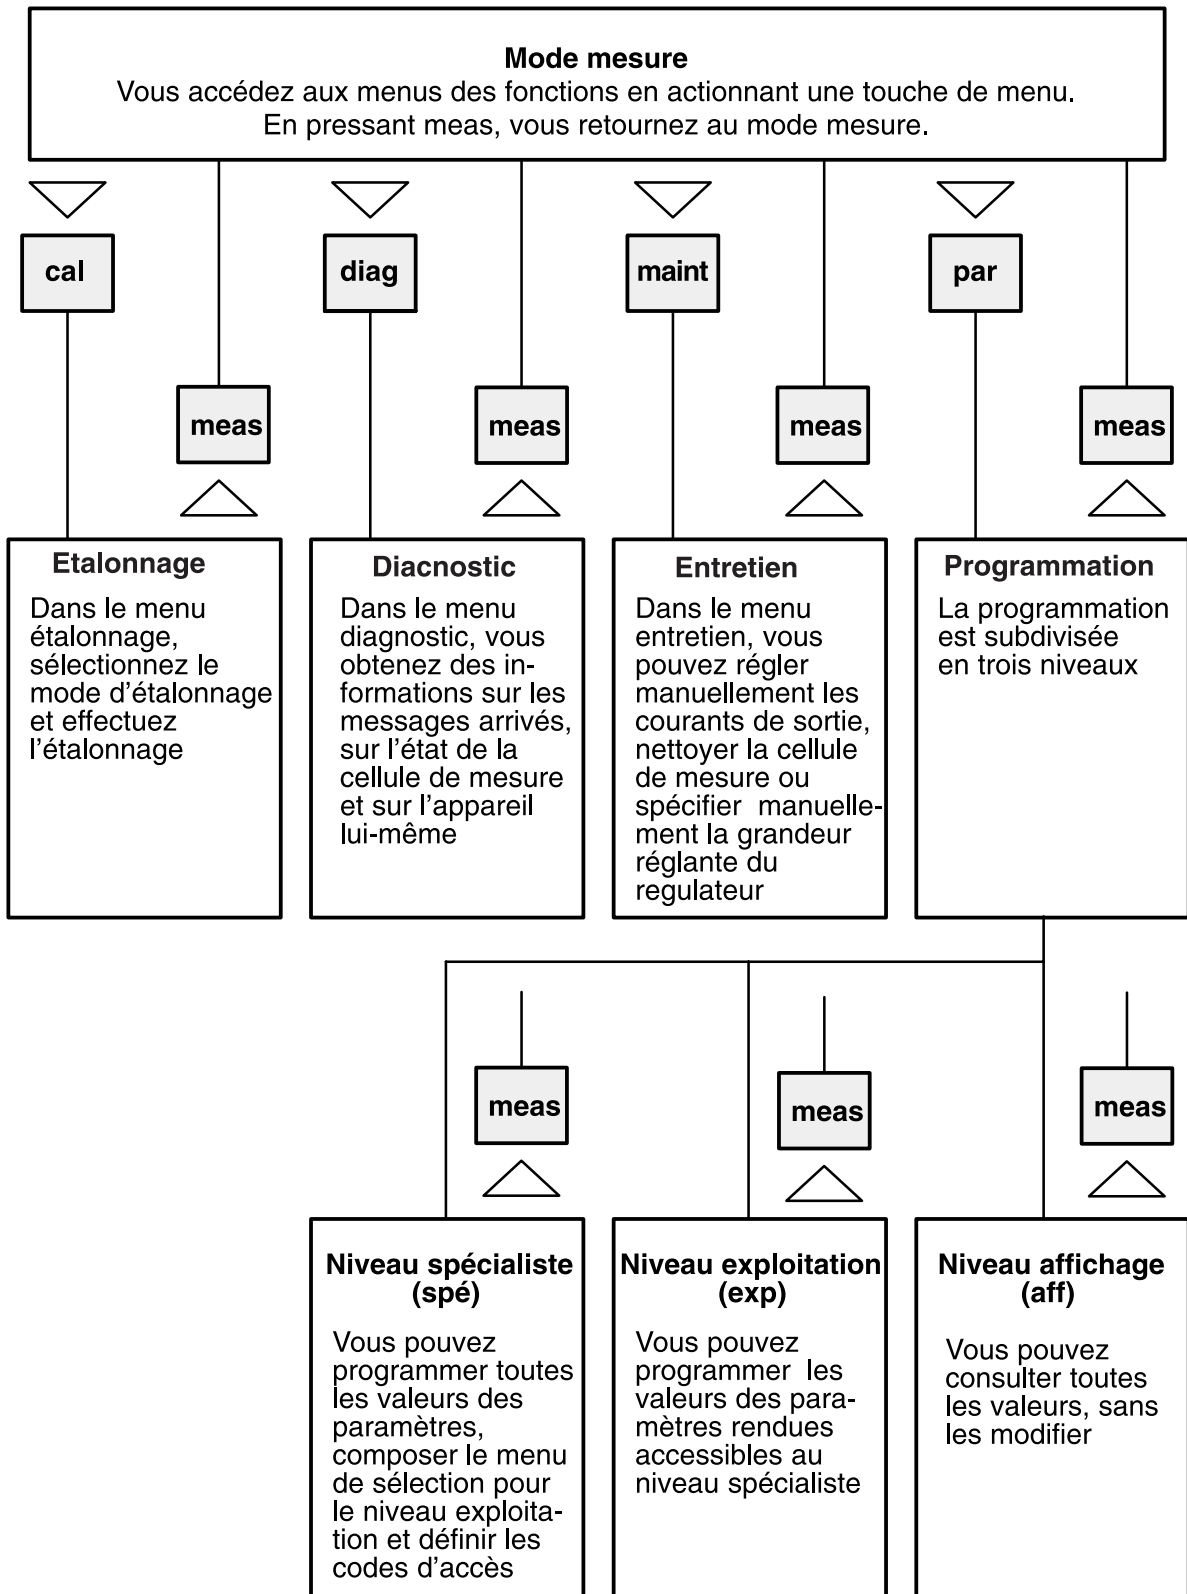 Mode mesure
Vous accédez aux menus des fonctions en actionnant une touche de menu.
En pressant meas, vous retournez au mode mesure.
cal
diag
maint
par
meas
meas
meas
meas
Etalonnage
Dans le menu
étalonnage,
sélectionnez le
mode d'étalonnage
et effectuez
l'étalonnage
Diacnostic
Dans le menu
diagnostic, vous
obtenez des in-
formations sur les
messages arrivés,
sur l'état de la
cellule de mesure
et sur l'appareil
lui-même
Entretien
Dans le menu
entretien, vous
pouvez régler
manuellement les
courants de sortie,
nettoyer la cellule
de mesure ou
spécifier manuelle-
ment la grandeur
réglante du
regulateur
Programmation
La programmation
est subdivisée
en trois niveaux
meas
meas
meas
Niveau spécialiste
(spé)
Vous pouvez
programmer toutes
les valeurs des
paramètres,
composer le menu
de sélection pour
le niveau exploita-
tion et définir les
codes d'accès
Niveau exploitation
(exp)
Vous pouvez
programmer les
valeurs des para-
mètres rendues
accessibles au
niveau spécialiste
Niveau affichage
(aff)
Vous pouvez
consulter toutes
les valeurs, sans
les modifier